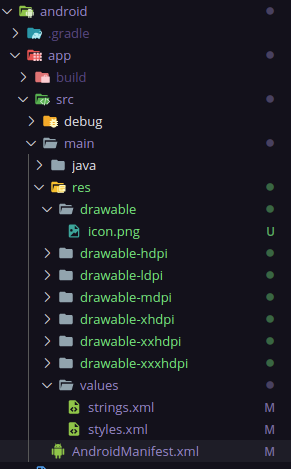 android
.gradle
app
build
src
debug
main
java
res
drawable
icon.png U
drawable-hdpi
drawable-ldpi
drawable-mdpi
drawable-xhdpi
drawable-xxhdpi
drawable-xxxhdpi
values
strings.xml M
styles.xml M
AndroidManifest.xml M